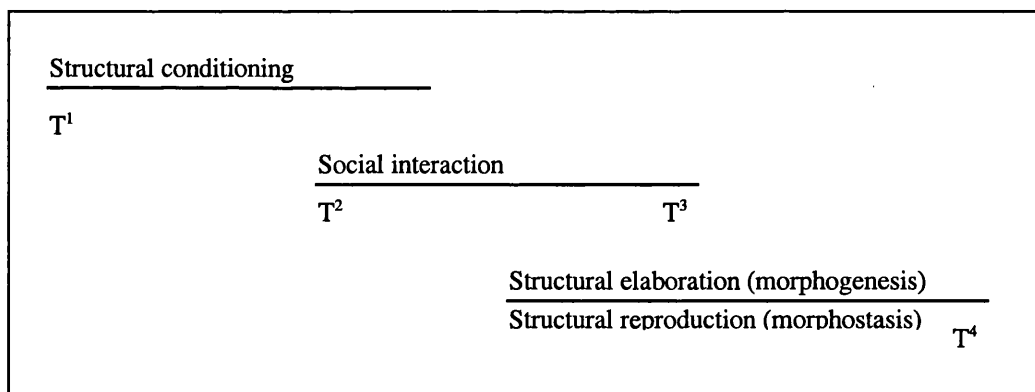 Structural conditioning
T¹
Social interaction
T² T³
Structural elaboration (morphogenesis)
Structural reproduction (morphostasis)
T⁴